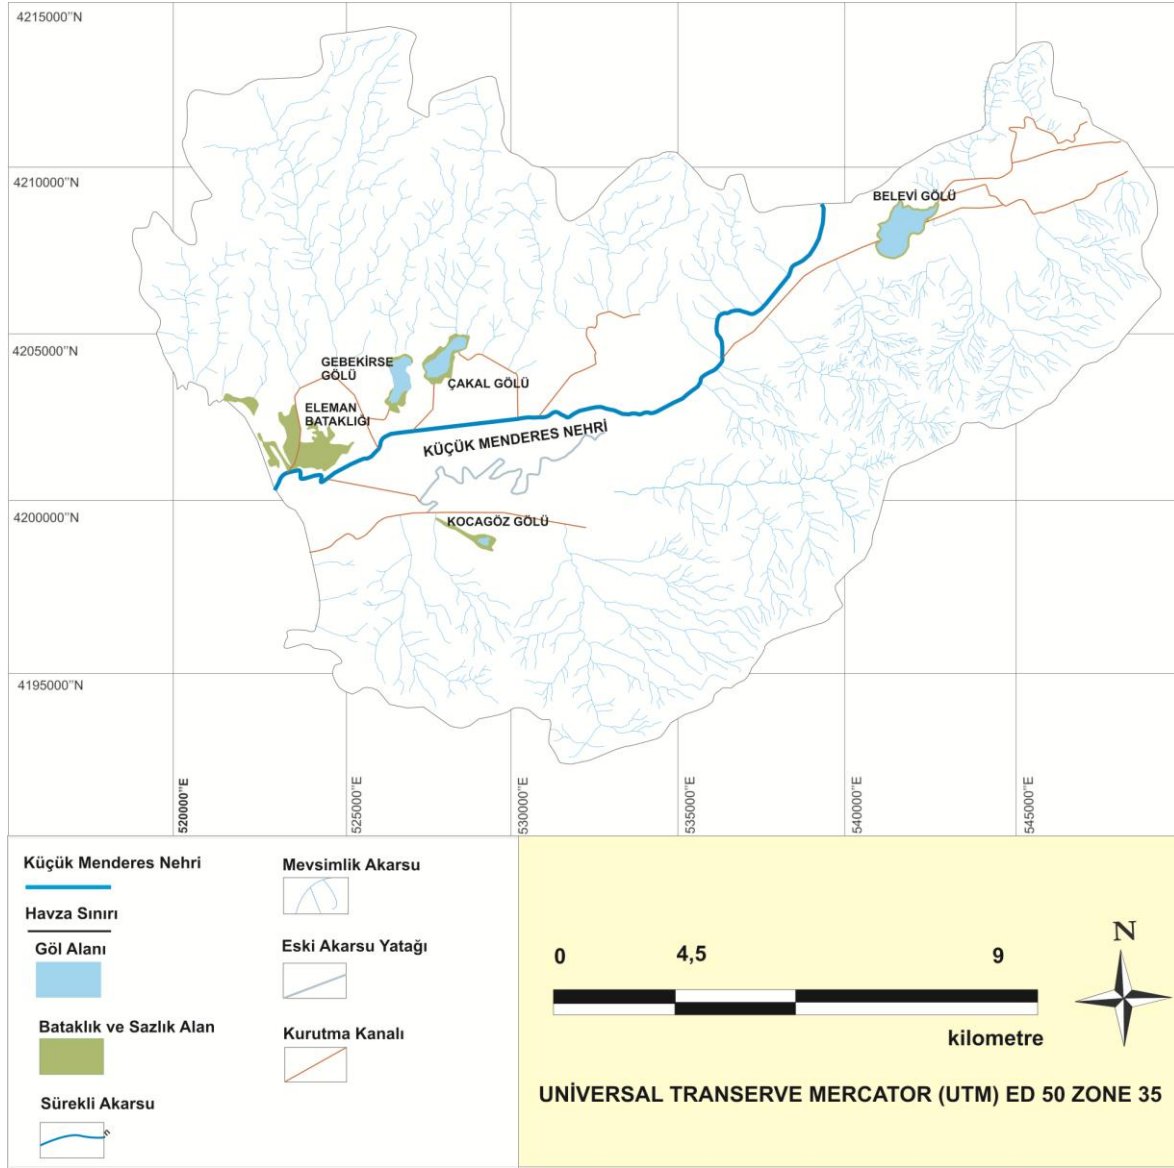 4215000"N
4210000"N
BELEVİ GÖLÜ
4205000"N
GEBEKİRSE
GÖLÜ
ÇAKAL GÖLÜ
ELEMAN
BATAKLIĞI
KÜÇÜK MENDERES NEHRİ
4200000"N
KOCAGÖZ GÖLÜ
4195000"N
520000"E
525000"E
530000"E
535000"E
540000"E
545000"E
Küçük Menderes Nehri
Havza Sınırı
Göl Alanı
Bataklık ve Sazlık Alan
Sürekli Akarsu
Mevsimlik Akarsu
Eski Akarsu Yatağı
Kurutma Kanalı
0 4,5 9
kilometre
N
UNİVERSAL TRANSERVE MERCATOR (UTM) ED 50 ZONE 35